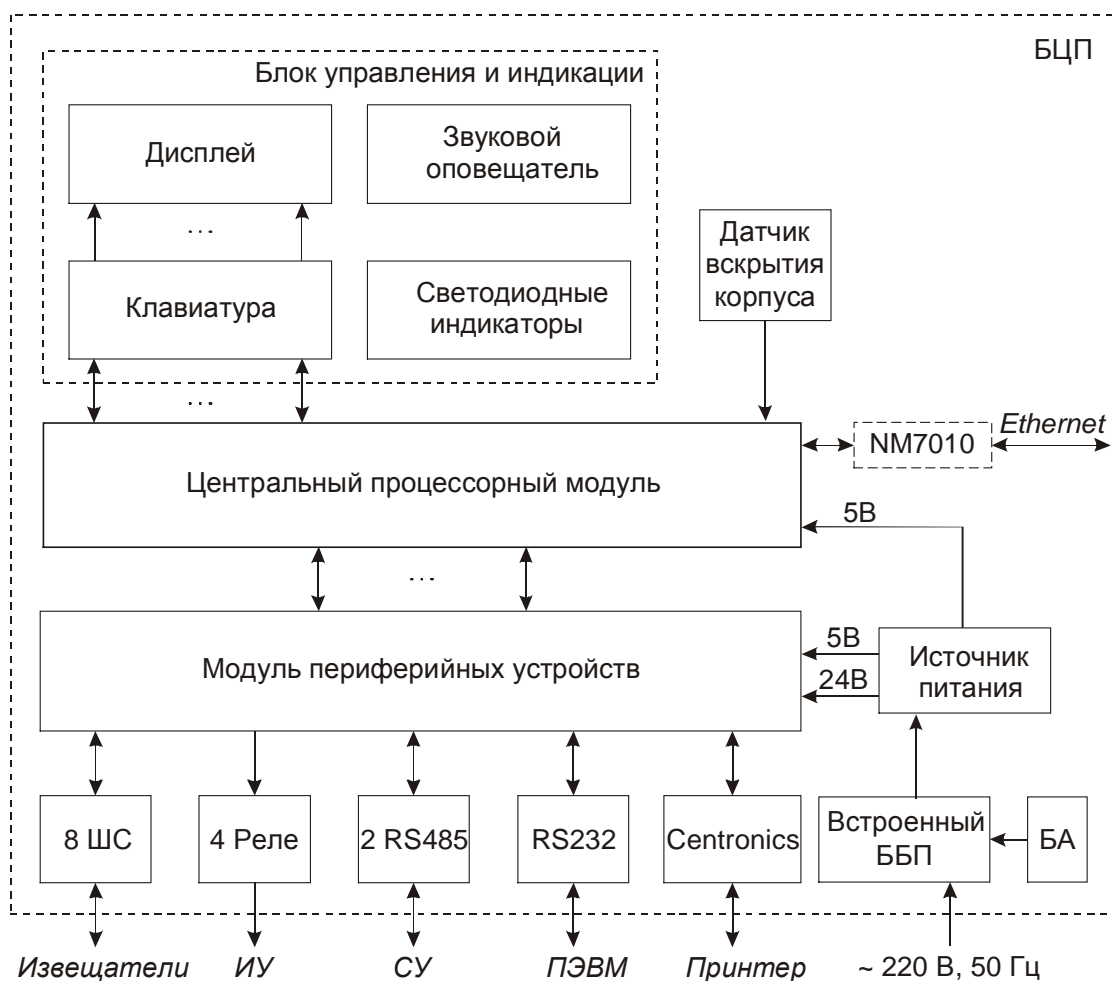 БЦП
Блок управления и индикации
Дисплей
Звуковой
оповещатель
...
Клавиатура
Светодиодные
индикаторы
Датчик
вскрытия
корпуса
...
Ethernet
NM7010
Центральный процессорный модуль
5В
...
Модуль периферийных устройств
5В
24В
Источник
питания
8 ШС
4 Реле
2 RS485
RS232
Centronics
Встроенный
ББП
БА
Извещатели
ИУ
СУ
ПЭВМ
Принтер
~ 220 В, 50 Гц